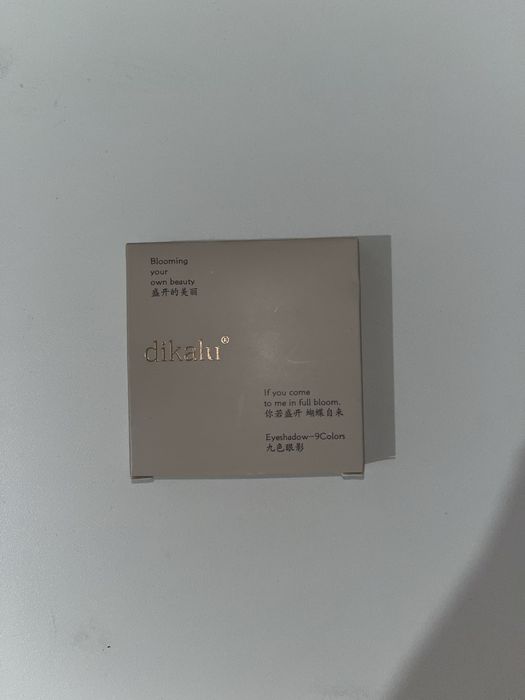 Blooming
your
own beauty
盛开的美丽
dikalu®
If you come
to me in full bloom.
你若盛开 蝴蝶自来
Eyeshadow-9Colors
九色眼影